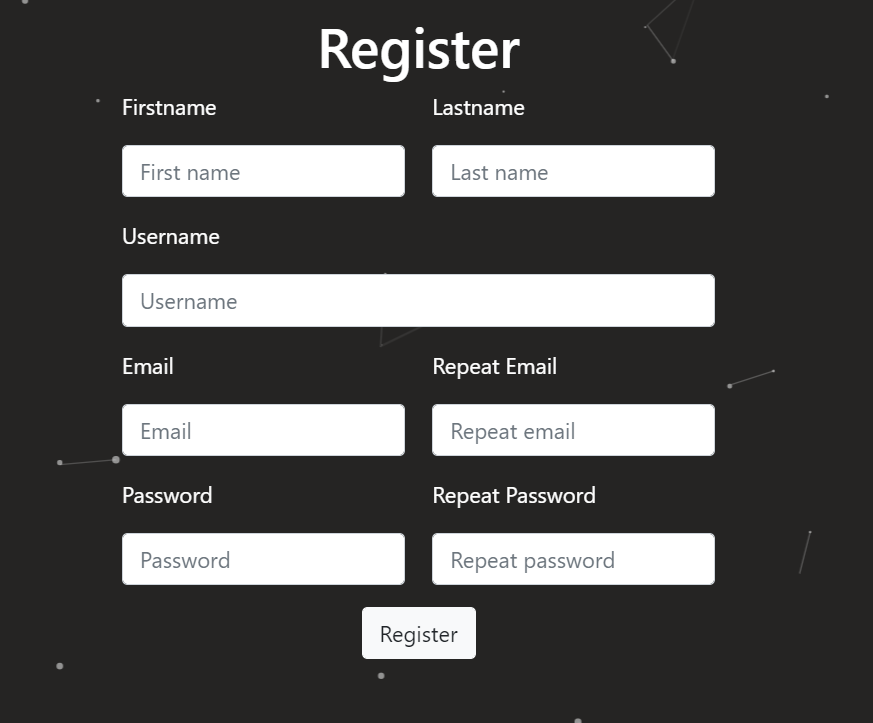 Register
Firstname Lastname
First name Last name
Username
Username
Email Repeat Email
Email Repeat email
Password Repeat Password
Password Repeat password
Register